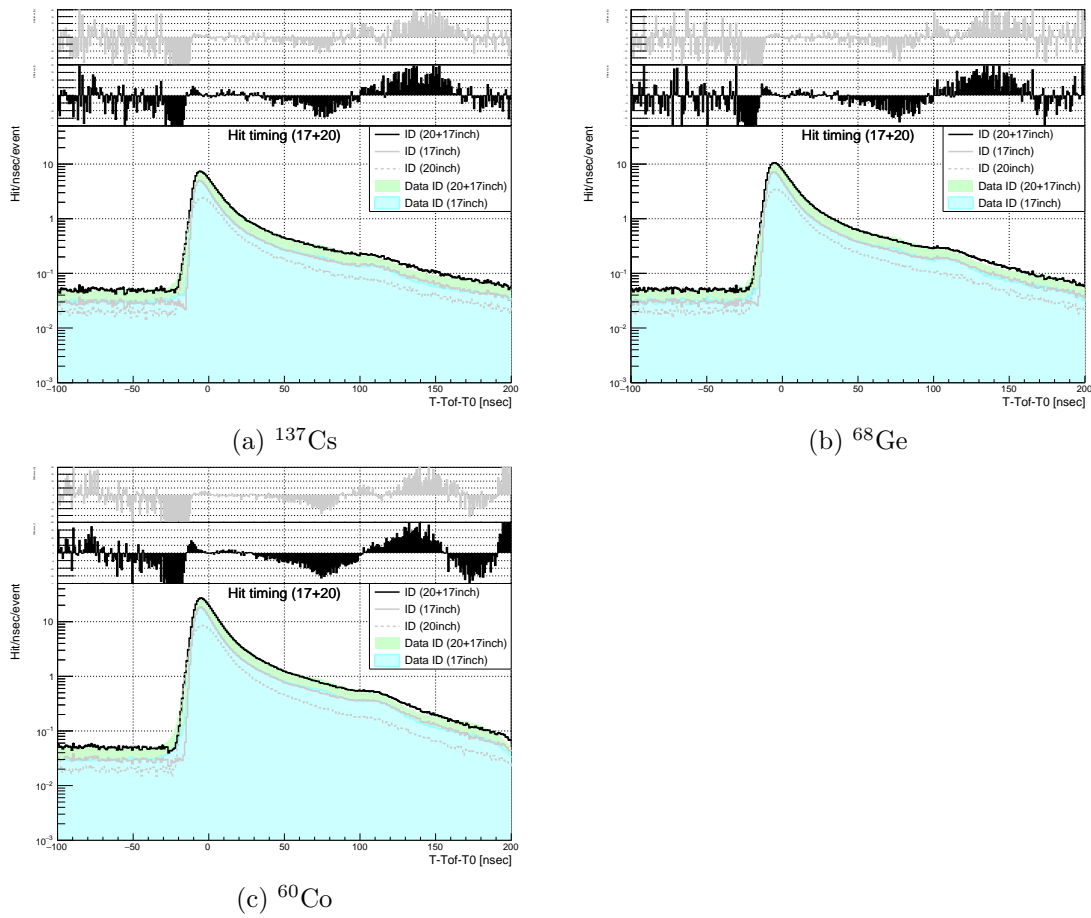 Hit timing (17+20)
ID (20+17inch)
ID (17inch)
ID (20inch)
Data ID (20+17inch)
Data ID (17inch)
Hit/nsec/event
10
1
10⁻¹
10⁻²
10⁻³
−100 −50 0 50 100 150 200
T-Tof-T0 [nsec]
(a) ¹³⁷Cs
Hit timing (17+20)
ID (20+17inch)
ID (17inch)
ID (20inch)
Data ID (20+17inch)
Data ID (17inch)
Hit/nsec/event
10
1
10⁻¹
10⁻²
10⁻³
−100 −50 0 50 100 150 200
T-Tof-T0 [nsec]
(b) ⁶⁸Ge
Hit timing (17+20)
ID (20+17inch)
ID (17inch)
ID (20inch)
Data ID (20+17inch)
Data ID (17inch)
Hit/nsec/event
10
1
10⁻¹
10⁻²
10⁻³
−100 −50 0 50 100 150 200
T-Tof-T0 [nsec]
(c) ⁶⁰Co